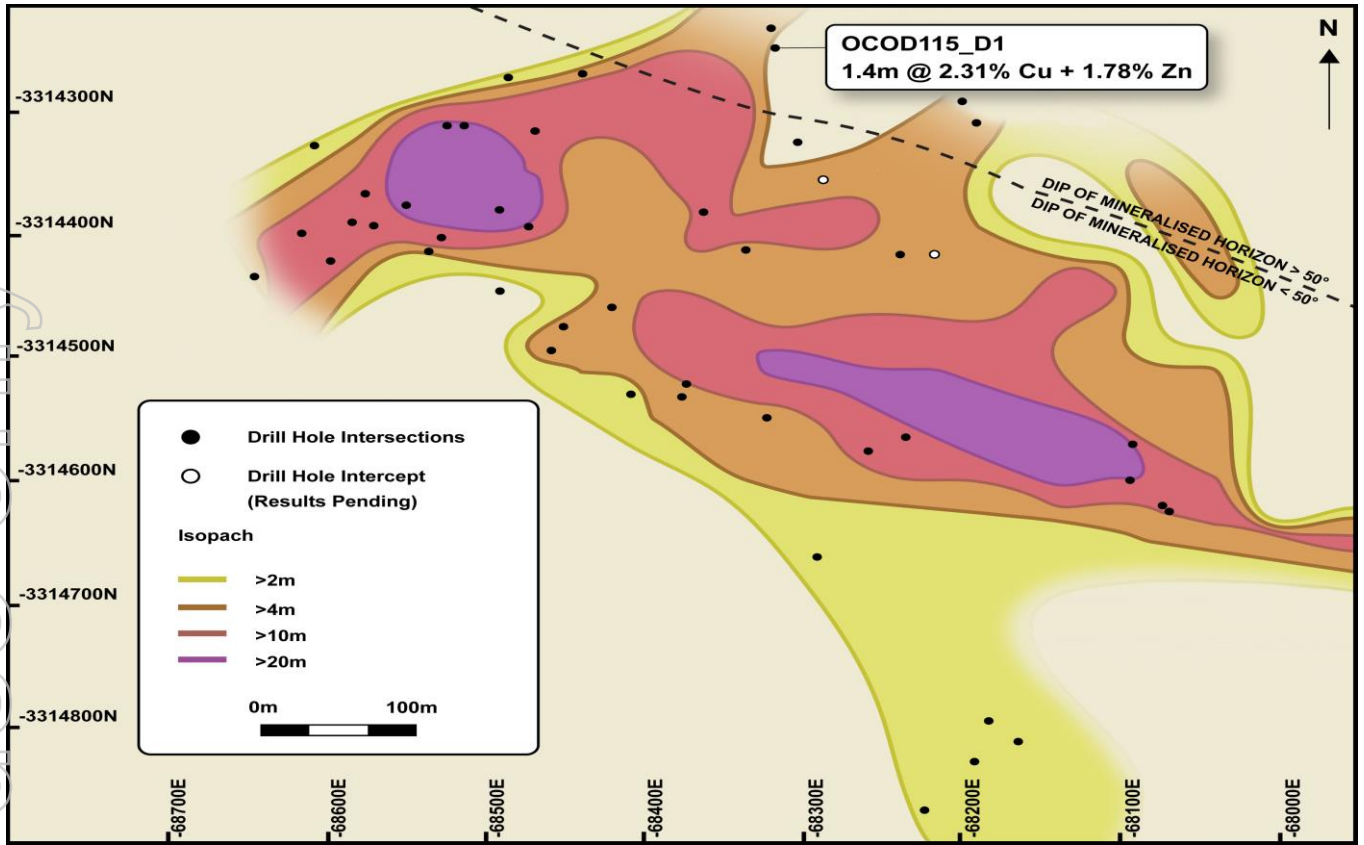 N
OCOD115_D1
1.4m @ 2.31% Cu + 1.78% Zn
-3314300N
-3314400N
-3314500N
-3314600N
-3314700N
-3314800N
DIP OF MINERALISED HORIZON > 50°
DIP OF MINERALISED HORIZON < 50°
Drill Hole Intersections
Drill Hole Intercept
(Results Pending)
Isopach
>2m
>4m
>10m
>20m
0m 100m
-68700E
-68600E
-68500E
-68400E
-68300E
-68200E
-68100E
-68000E